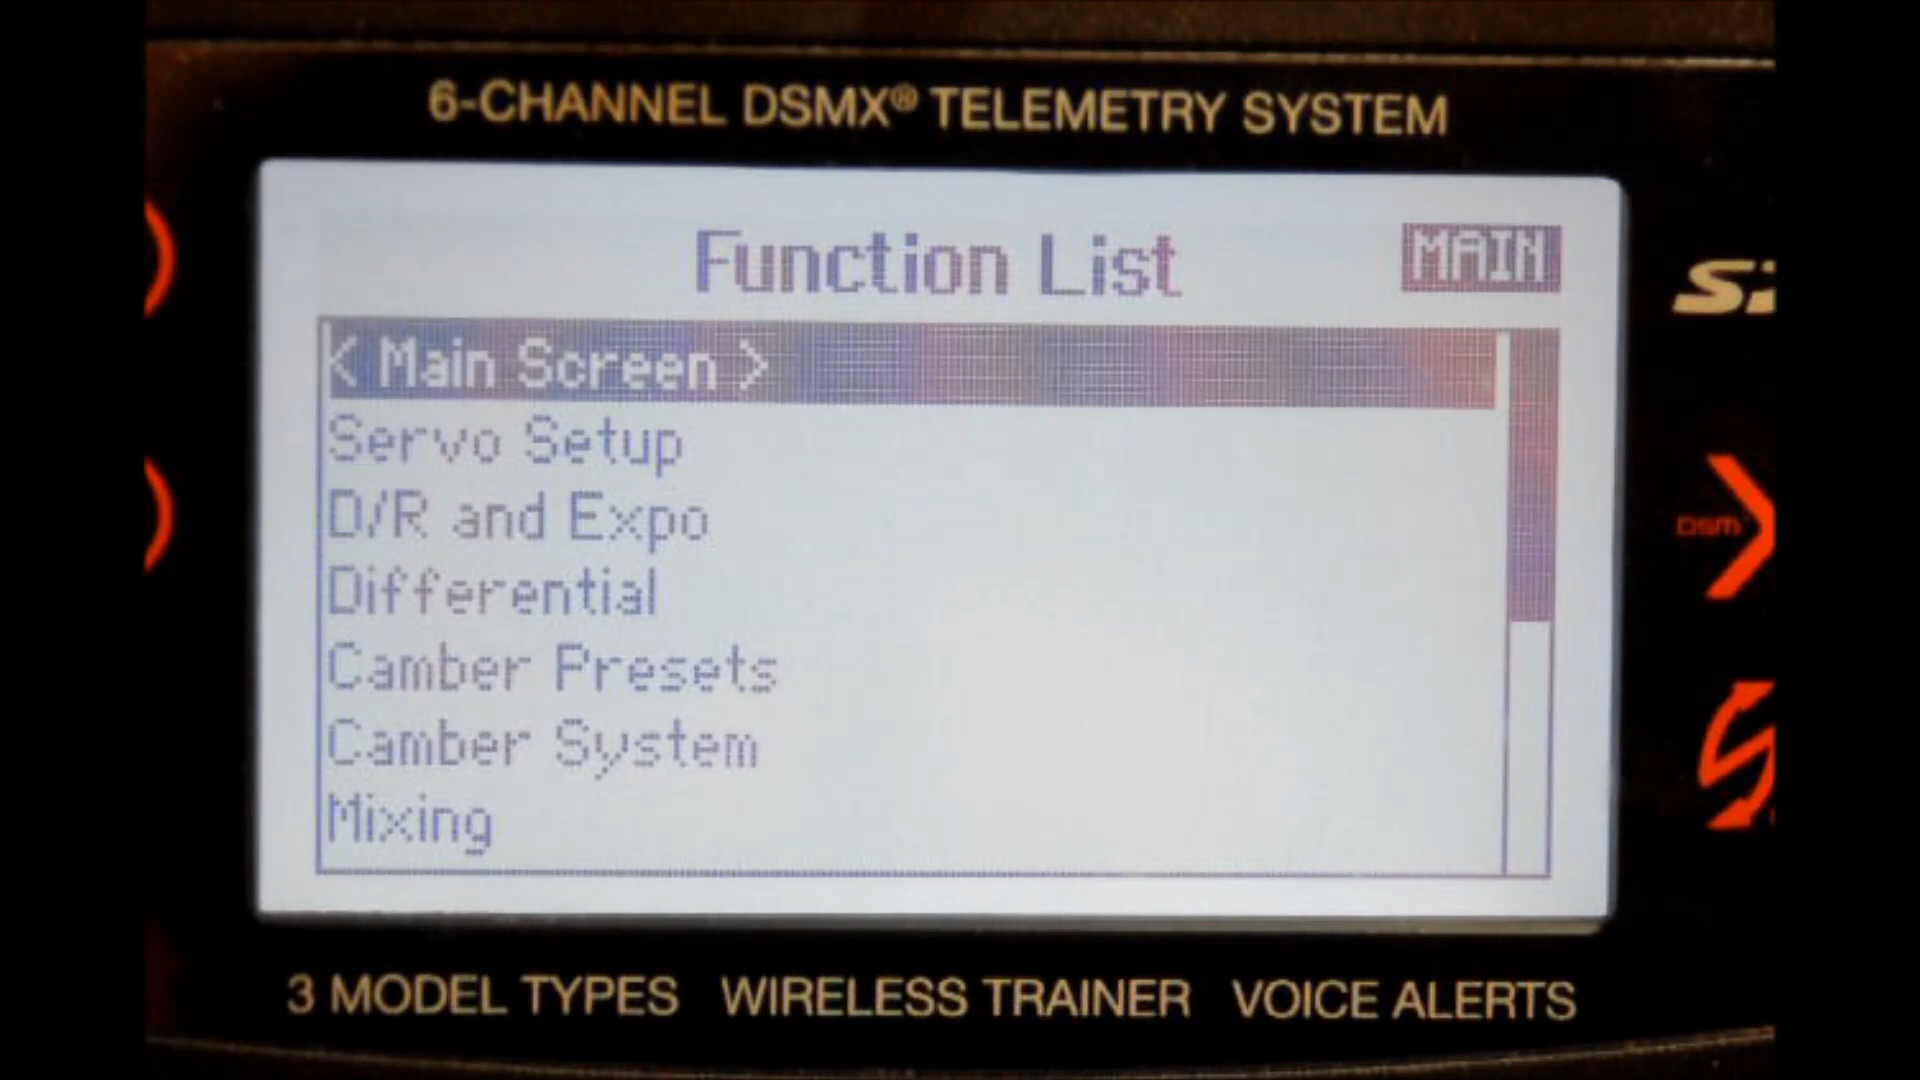 6-CHANNEL DSMX® TELEMETRY SYSTEM
Function List
MAIN
< Main Screen >
Servo Setup
D/R and Expo
Differential
Camber Presets
Camber System
Mixing
DSM
3 MODEL TYPES WIRELESS TRAINER VOICE ALERTS